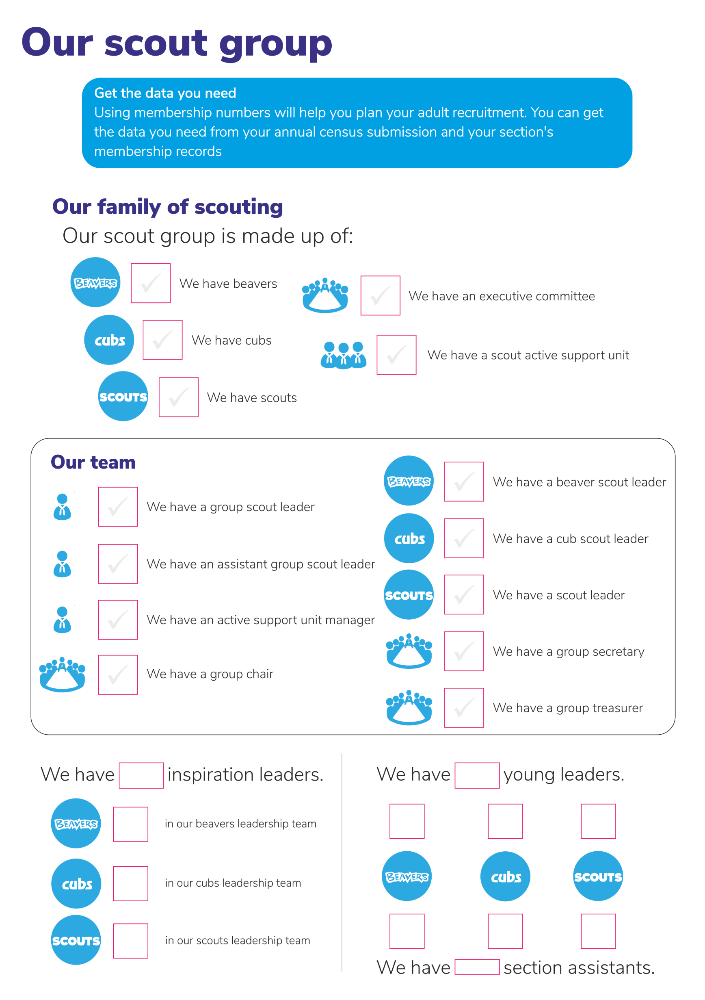 Our scout group
Get the data you need
Using membership numbers will help you plan your adult recruitment. You can get
the data you need from your annual census submission and your section's
membership records
Our family of scouting
Our scout group is made up of:
BEAVERS We have beavers
We have an executive committee
cubs We have cubs
We have a scout active support unit
SCOUTS We have scouts
Our team
We have a group scout leader
We have an assistant group scout leader
We have an active support unit manager
We have a group chair
BEAVERS We have a beaver scout leader
cubs We have a cub scout leader
SCOUTS We have a scout leader
We have a group secretary
We have a group treasurer
We have inspiration leaders.
BEAVERS in our beavers leadership team
cubs in our cubs leadership team
SCOUTS in our scouts leadership team
We have young leaders.
BEAVERS cubs SCOUTS
We have section assistants.